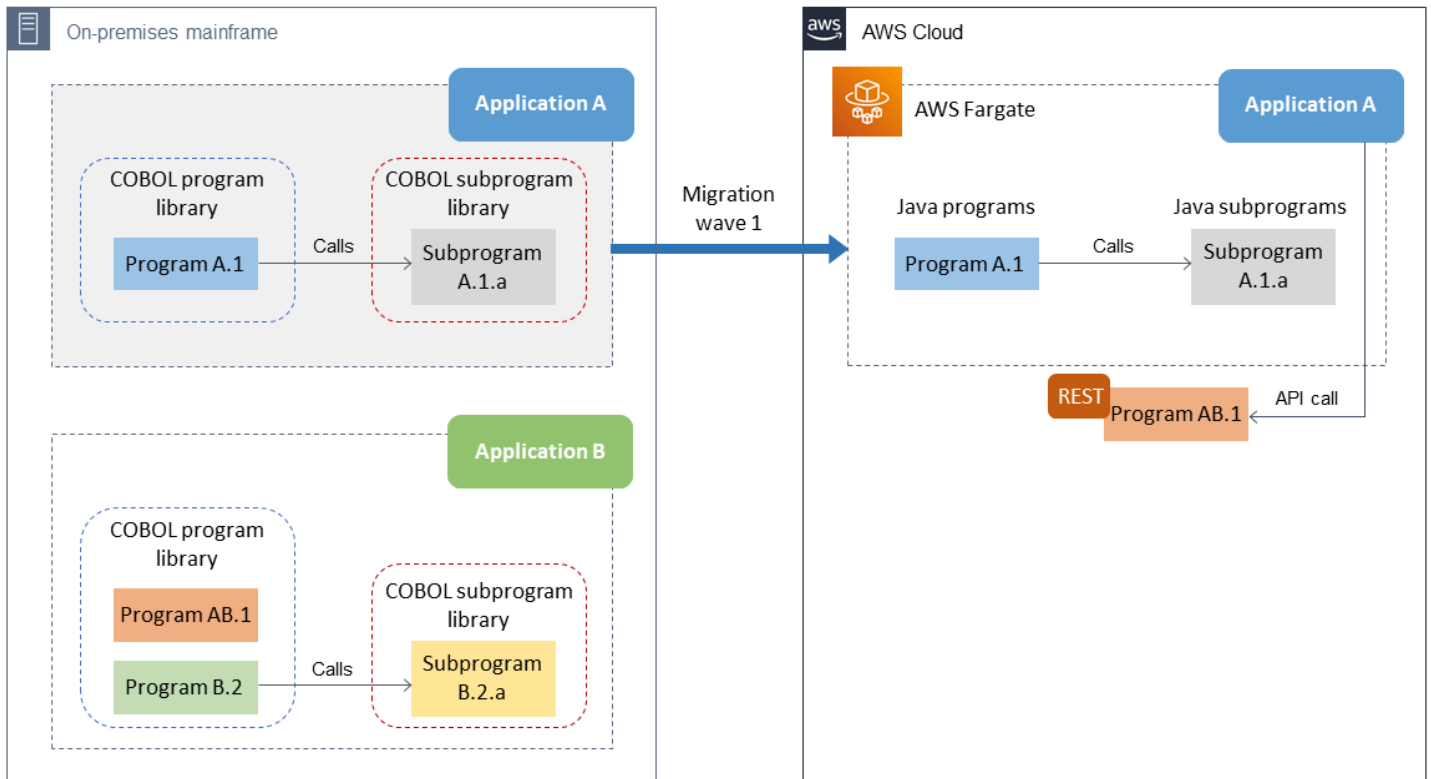 On-premises mainframe
Application A
COBOL program
library
COBOL subprogram
library
Program A.1
Calls
Subprogram
A.1.a
Application B
COBOL program
library
Program AB.1
COBOL subprogram
library
Program B.2
Calls
Subprogram
B.2.a
Migration
wave 1
aws
AWS Cloud
AWS Fargate
Application A
Java programs
Java subprograms
Program A.1
Calls
Subprogram
A.1.a
REST
Program AB.1
API call